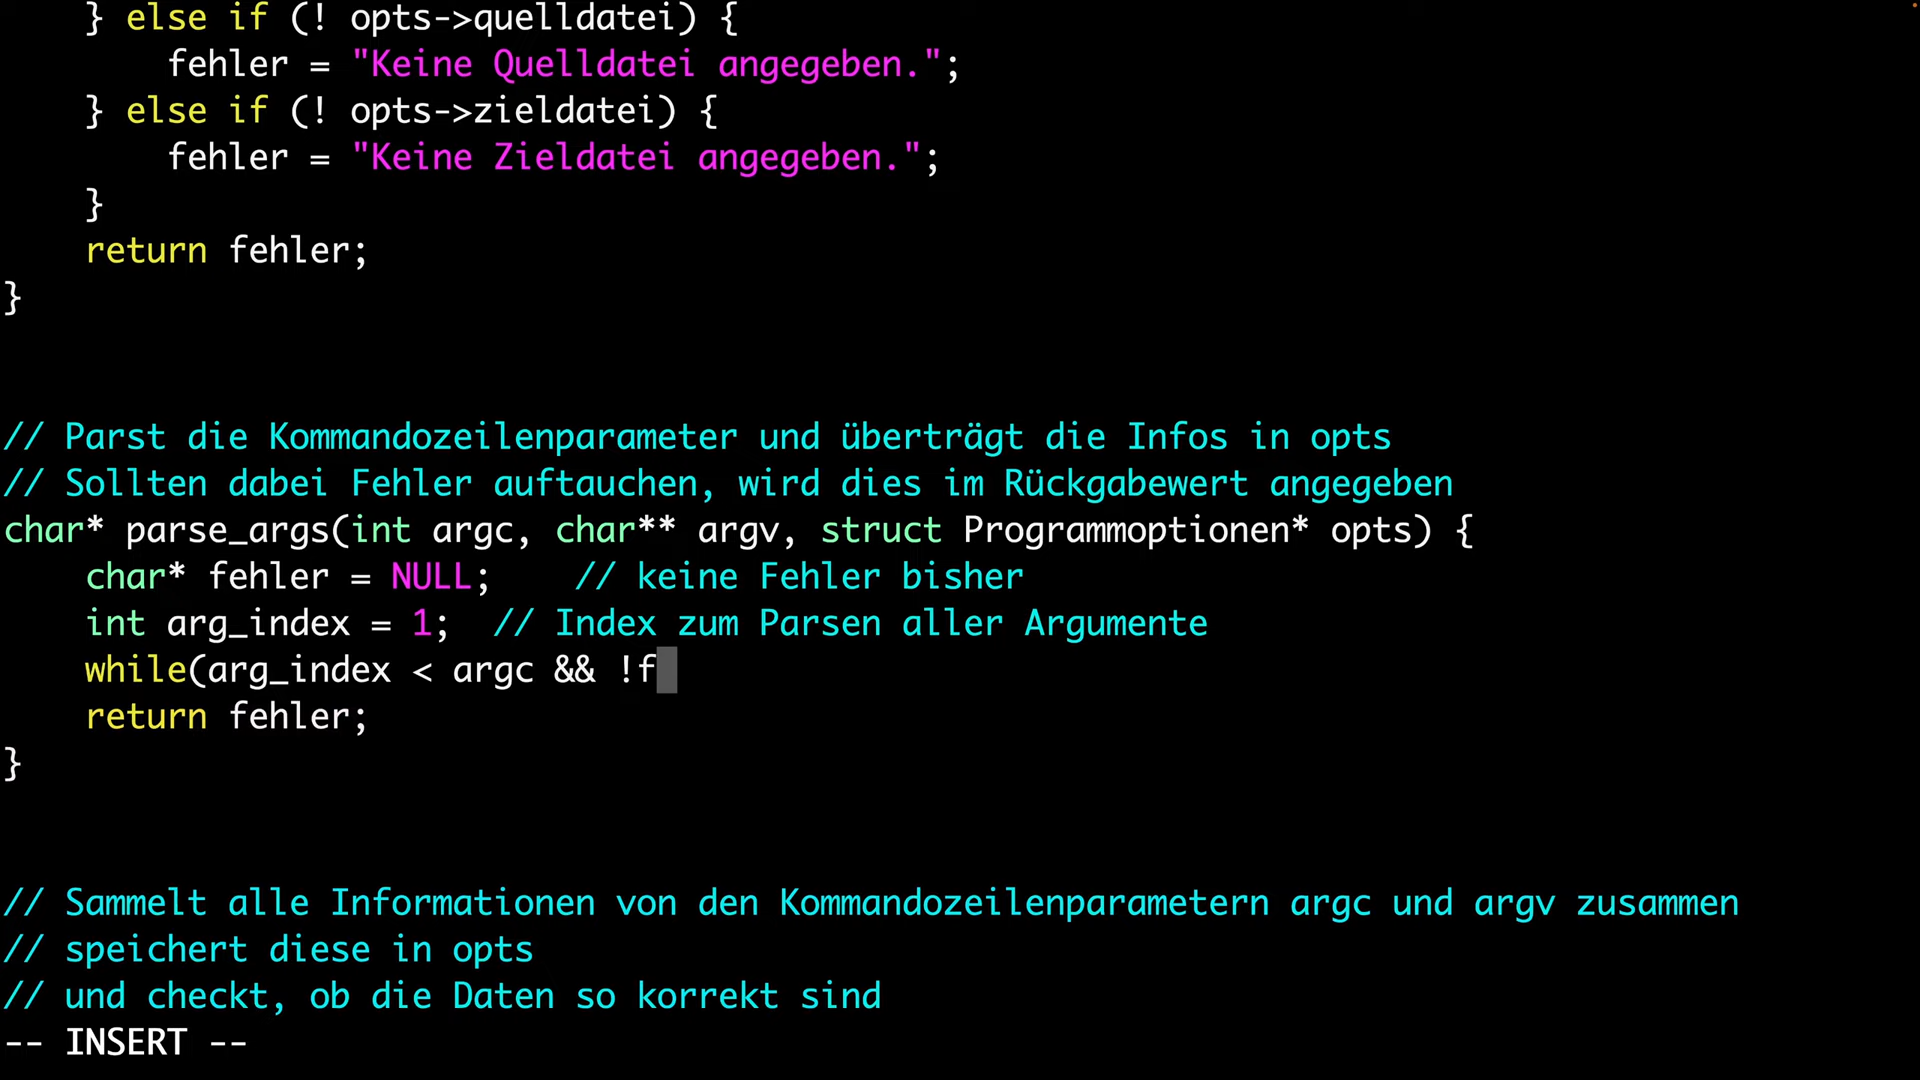 } else if (! opts->quelldatei) {
        fehler = "Keine Quelldatei angegeben.";
    } else if (! opts->zieldatei) {
        fehler = "Keine Zieldatei angegeben.";
    }
    return fehler;
}
// Parst die Kommandozeilenparameter und überträgt die Infos in opts
// Sollten dabei Fehler auftauchen, wird dies im Rückgabewert angegeben
char* parse_args(int argc, char** argv, struct Programmoptionen* opts) {
    char* fehler = NULL;    // keine Fehler bisher
    int arg_index = 1;  // Index zum Parsen aller Argumente
    while(arg_index < argc && !f
    return fehler;
}
// Sammelt alle Informationen von den Kommandozeilenparametern argc und argv zusammen
// speichert diese in opts
// und checkt, ob die Daten so korrekt sind
-- INSERT --